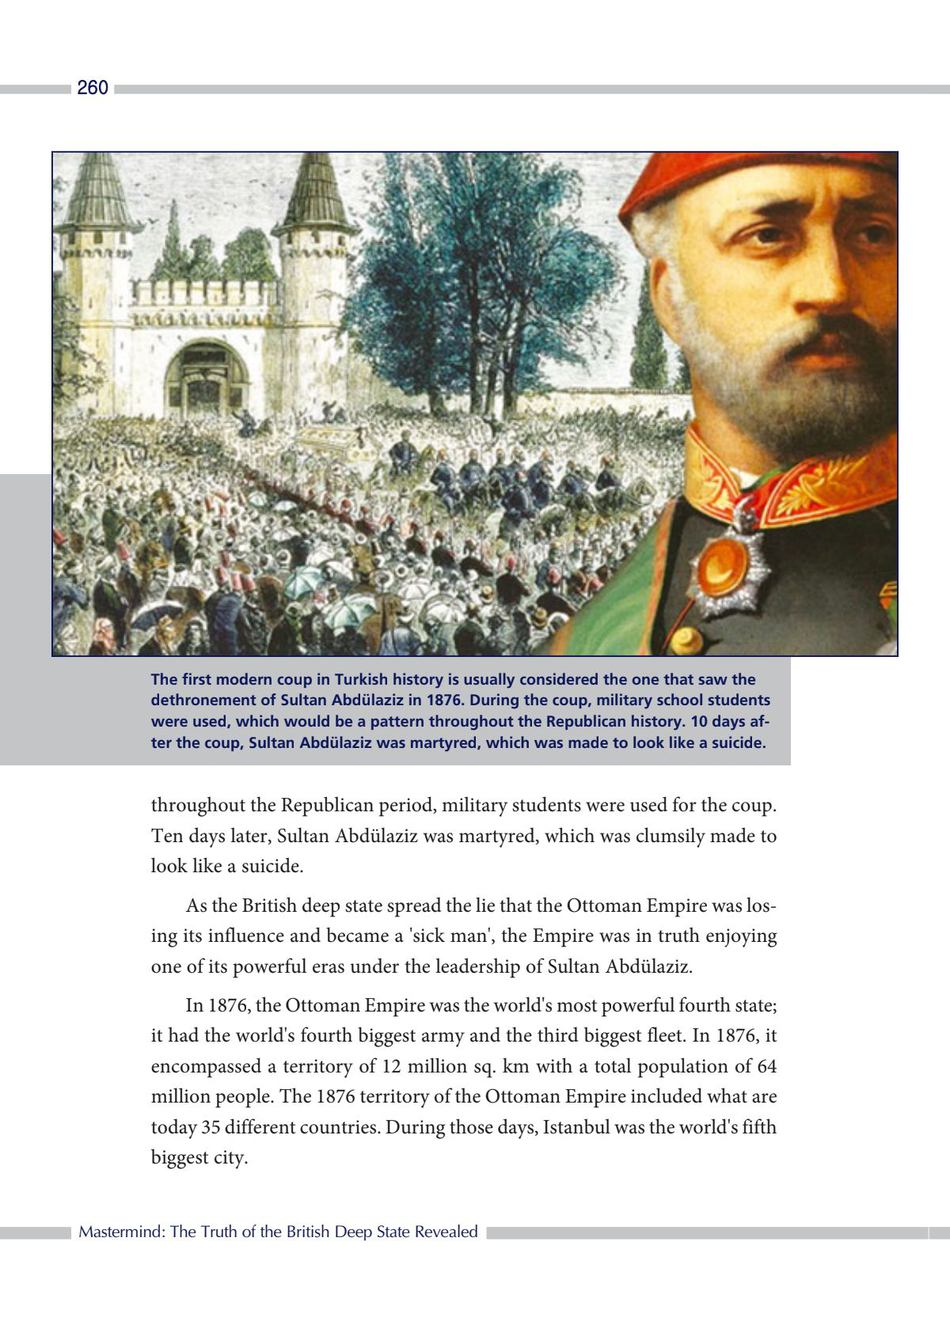 260
The first modern coup in Turkish history is usually considered the one that saw the
dethronement of Sultan Abdülaziz in 1876. During the coup, military school students
were used, which would be a pattern throughout the Republican history. 10 days af-
ter the coup, Sultan Abdülaziz was martyred, which was made to look like a suicide.
throughout the Republican period, military students were used for the coup.
Ten days later, Sultan Abdülaziz was martyred, which was clumsily made to
look like a suicide.
As the British deep state spread the lie that the Ottoman Empire was los-
ing its influence and became a 'sick man', the Empire was in truth enjoying
one of its powerful eras under the leadership of Sultan Abdülaziz.
In 1876, the Ottoman Empire was the world's most powerful fourth state;
it had the world's fourth biggest army and the third biggest fleet. In 1876, it
encompassed a territory of 12 million sq. km with a total population of 64
million people. The 1876 territory of the Ottoman Empire included what are
today 35 different countries. During those days, Istanbul was the world's fifth
biggest city.
Mastermind: The Truth of the British Deep State Revealed